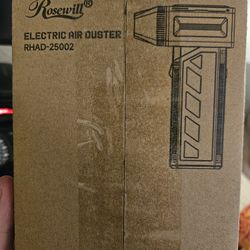 Rosewill®
ELECTRIC AIR DUSTER
RHAD-25002